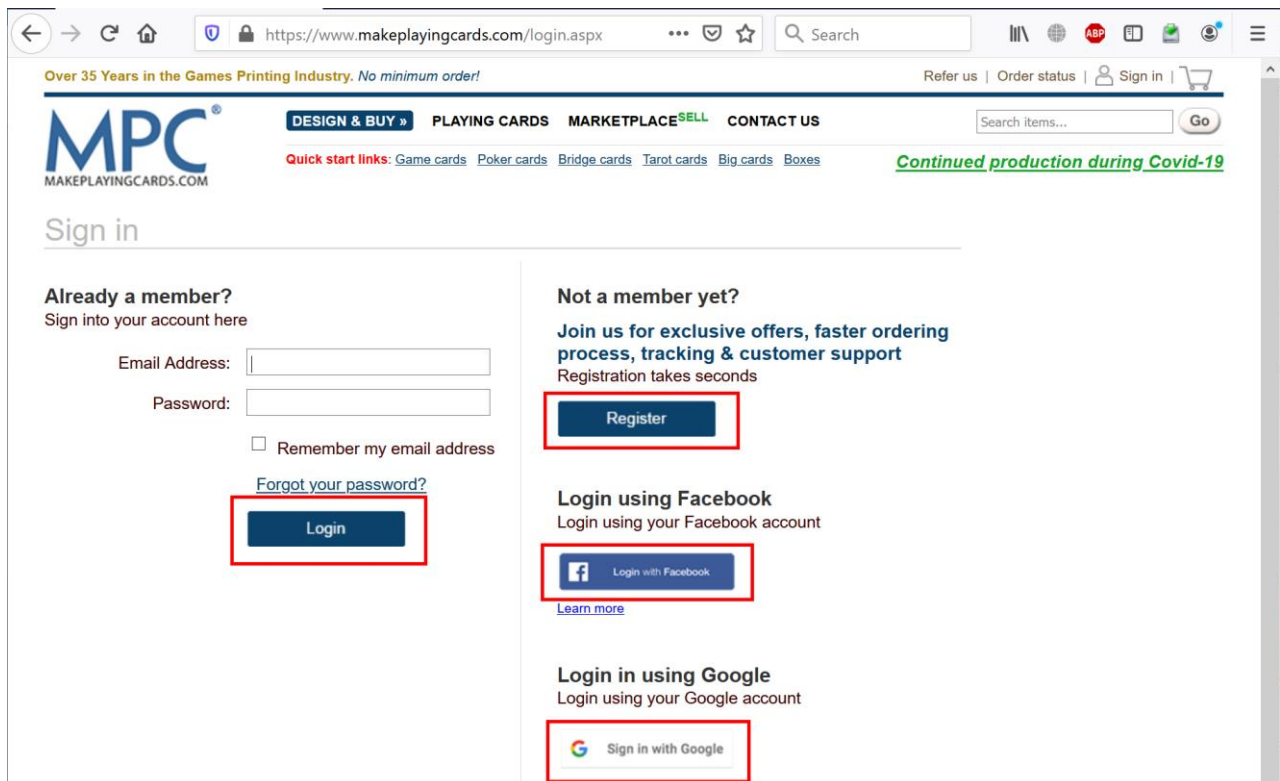 https://www.makeplayingcards.com/login.aspx
Search
ABP
Over 35 Years in the Games Printing Industry. No minimum order!
Refer us | Order status | Sign in |
MPC®
MAKEPLAYINGCARDS.COM
DESIGN & BUY » PLAYING CARDS MARKETPLACE SELL CONTACT US
Search items... Go
Quick start links: Game cards Poker cards Bridge cards Tarot cards Big cards Boxes
Continued production during Covid-19
Sign in
Already a member?
Sign into your account here
Email Address:
Password:
Remember my email address
Forgot your password?
Login
Not a member yet?
Join us for exclusive offers, faster ordering
process, tracking & customer support
Registration takes seconds
Register
Login using Facebook
Login using your Facebook account
Login with Facebook
Learn more
Login in using Google
Login using your Google account
G Sign in with Google